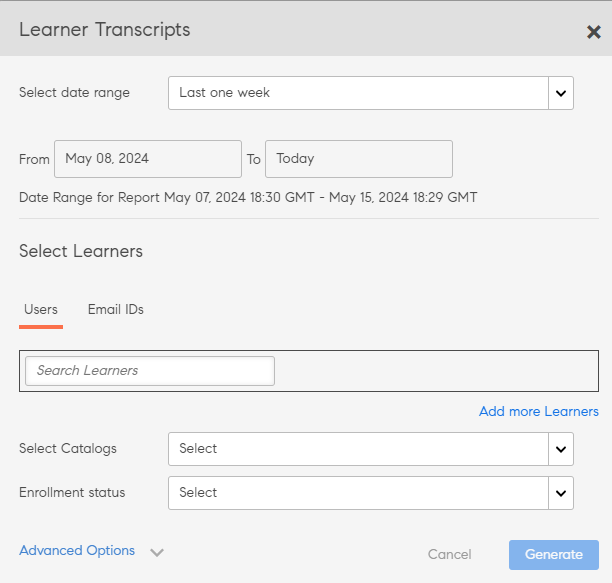 Learner Transcripts
Select date range Last one week
From May 08, 2024 To Today
Date Range for Report May 07, 2024 18:30 GMT - May 15, 2024 18:29 GMT
Select Learners
Users Email IDs
Search Learners
Add more Learners
Select Catalogs Select
Enrollment status Select
Advanced Options Cancel Generate